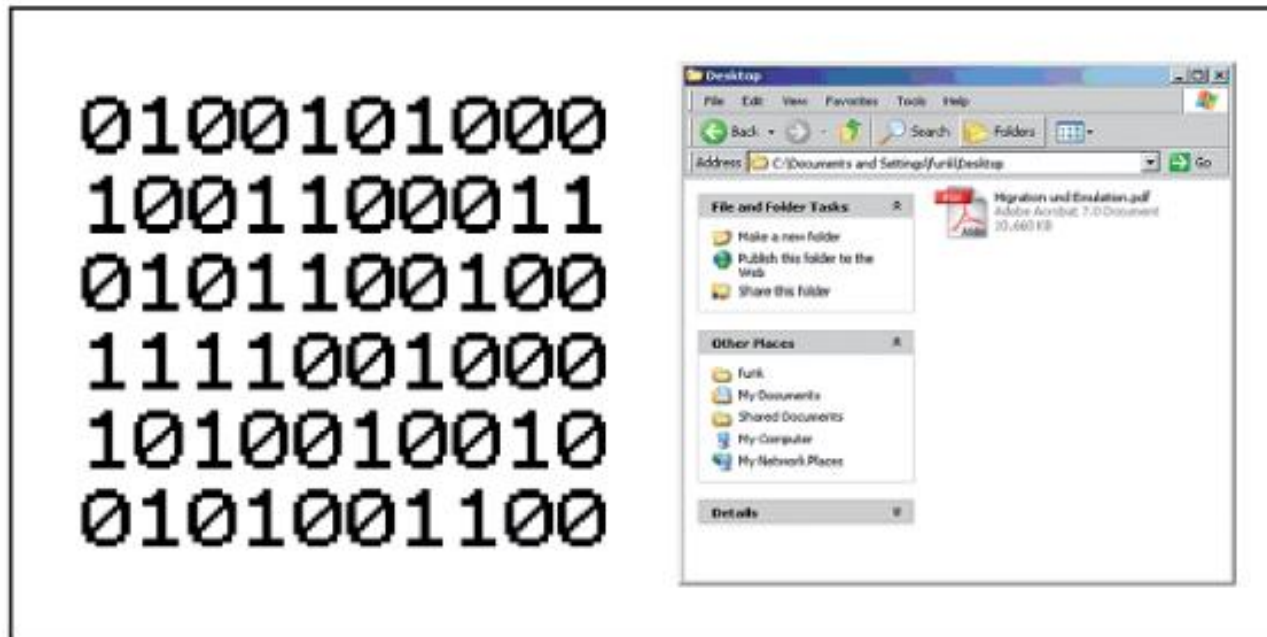 0100101000
1001100011
0101100100
1111001000
1010010010
0101001100
Desktop
File Edit View Favorites Tools Help
Back Search Folders
Address C:\Documents and Settings\funk\Desktop Go
File and Folder Tasks
Make a new folder
Publish this folder to the
Web
Share this folder
Other Places
funk
My Documents
Shared Documents
My Computer
My Network Places
Details
Migration und Emulation.pdf
Adobe Acrobat 7.0 Document
10.660 KB